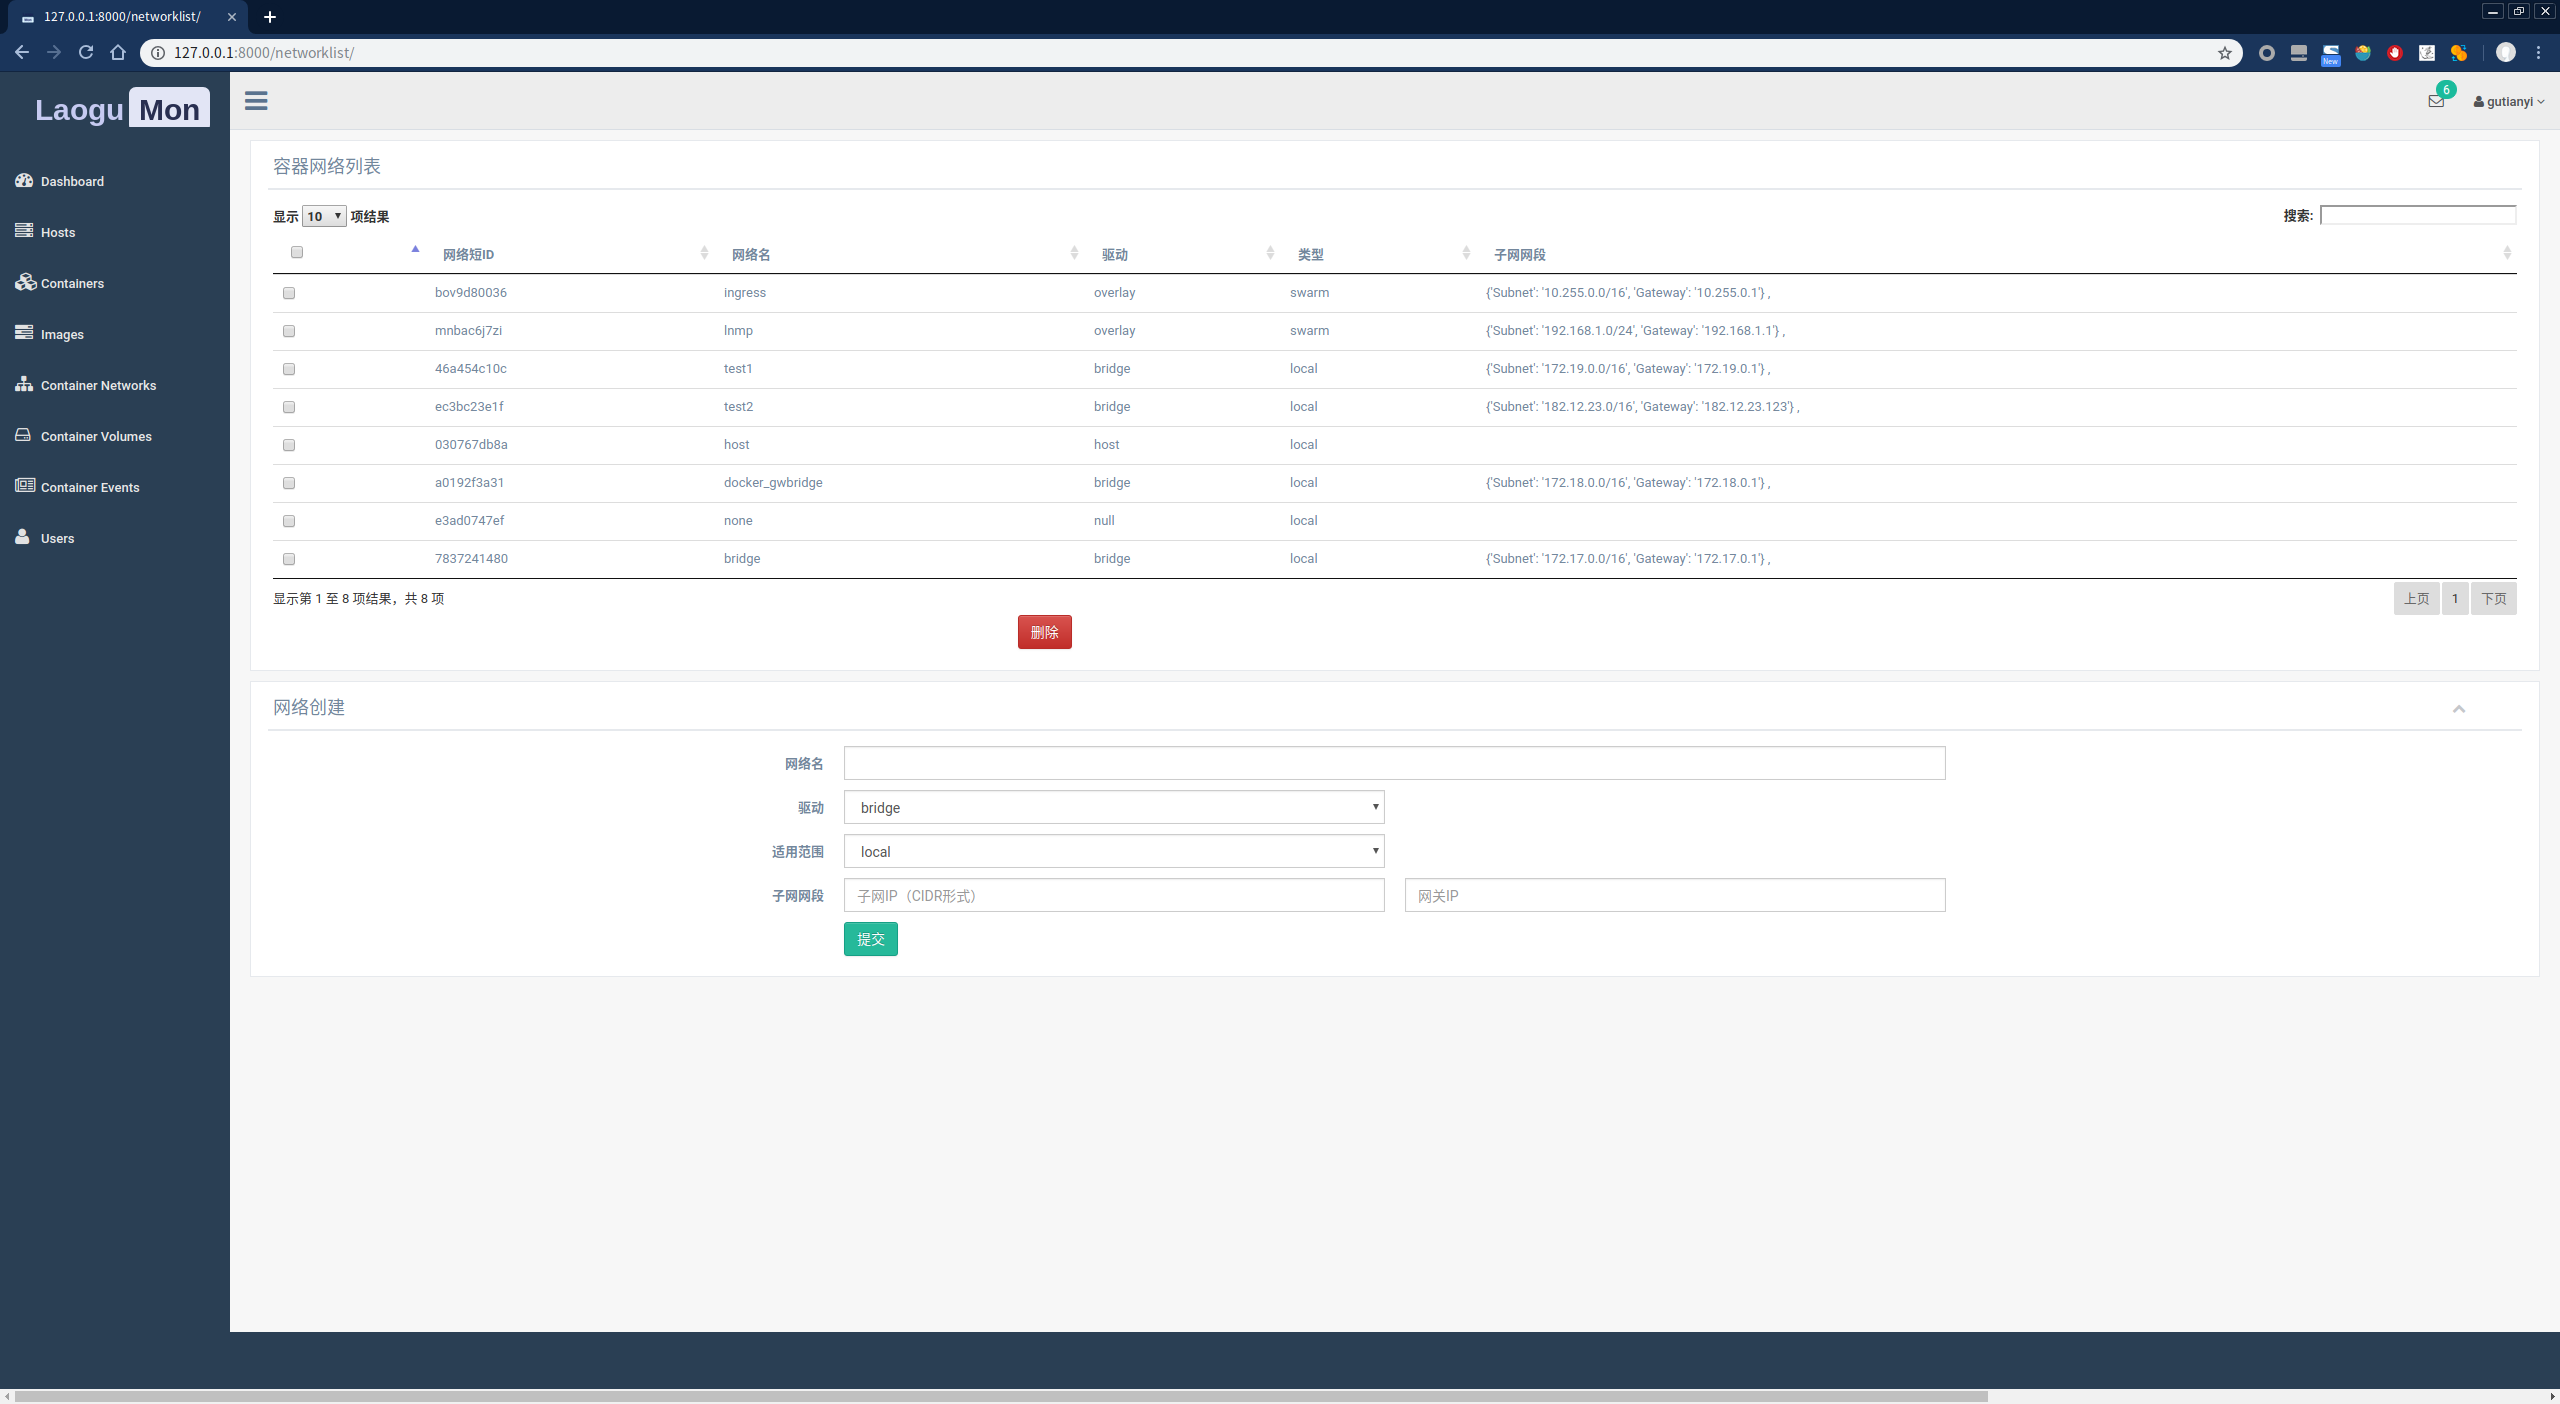 127.0.0.1:8000/networklist/
127.0.0.1:8000/networklist/
New
Laogu Mon
6
gutianyi
Dashboard
Hosts
Containers
Images
Container Networks
Container Volumes
Container Events
Users
容器网络列表
显示 10 项结果
搜索:
网络短ID 网络名 驱动 类型 子网网段
bov9d80036 ingress overlay swarm {'Subnet': '10.255.0.0/16', 'Gateway': '10.255.0.1'} ,
mnbac6j7zi lnmp overlay swarm {'Subnet': '192.168.1.0/24', 'Gateway': '192.168.1.1'} ,
46a454c10c test1 bridge local {'Subnet': '172.19.0.0/16', 'Gateway': '172.19.0.1'} ,
ec3bc23e1f test2 bridge local {'Subnet': '182.12.23.0/16', 'Gateway': '182.12.23.123'} ,
030767db8a host host local
a0192f3a31 docker_gwbridge bridge local {'Subnet': '172.18.0.0/16', 'Gateway': '172.18.0.1'} ,
e3ad0747ef none null local
7837241480 bridge bridge local {'Subnet': '172.17.0.0/16', 'Gateway': '172.17.0.1'} ,
显示第 1 至 8 项结果，共 8 项
上页 1 下页
删除
网络创建
网络名
驱动 bridge
适用范围 local
子网网段 子网IP（CIDR形式） 网关IP
提交